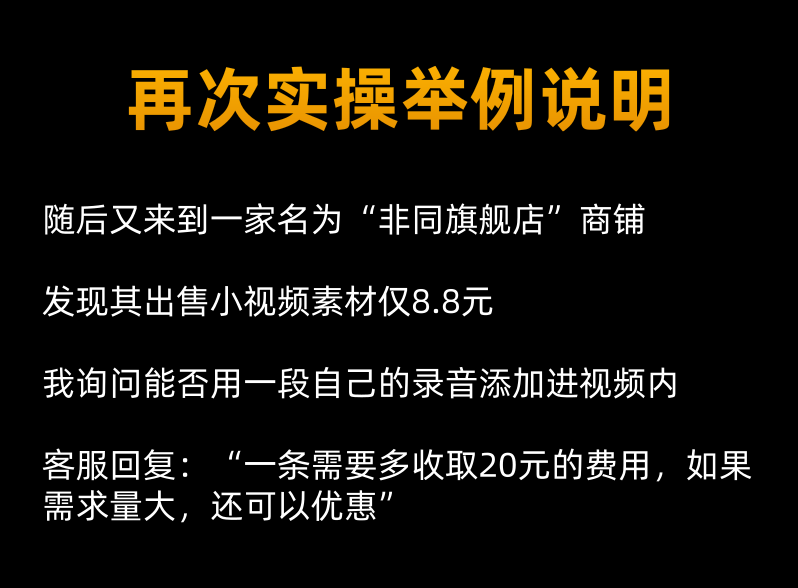 再次实操举例说明
随后又来到一家名为“非同旗舰店”商铺
发现其出售小视频素材仅8.8元
我询问能否用一段自己的录音添加进视频内
客服回复：“一条需要多收取20元的费用，如果
需求量大，还可以优惠”